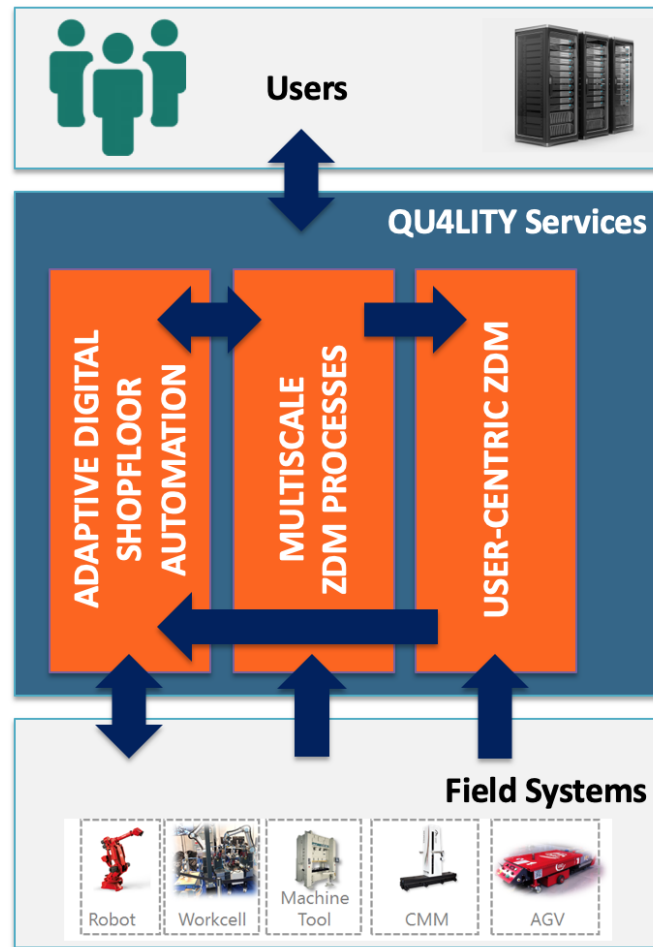 Users
QU4LITY Services
ADAPTIVE DIGITAL
SHOPFLOOR
AUTOMATION
MULTISCALE
ZDM PROCESSES
USER-CENTRIC ZDM
Field Systems
Robot
Workcell
Machine
Tool
CMM
AGV